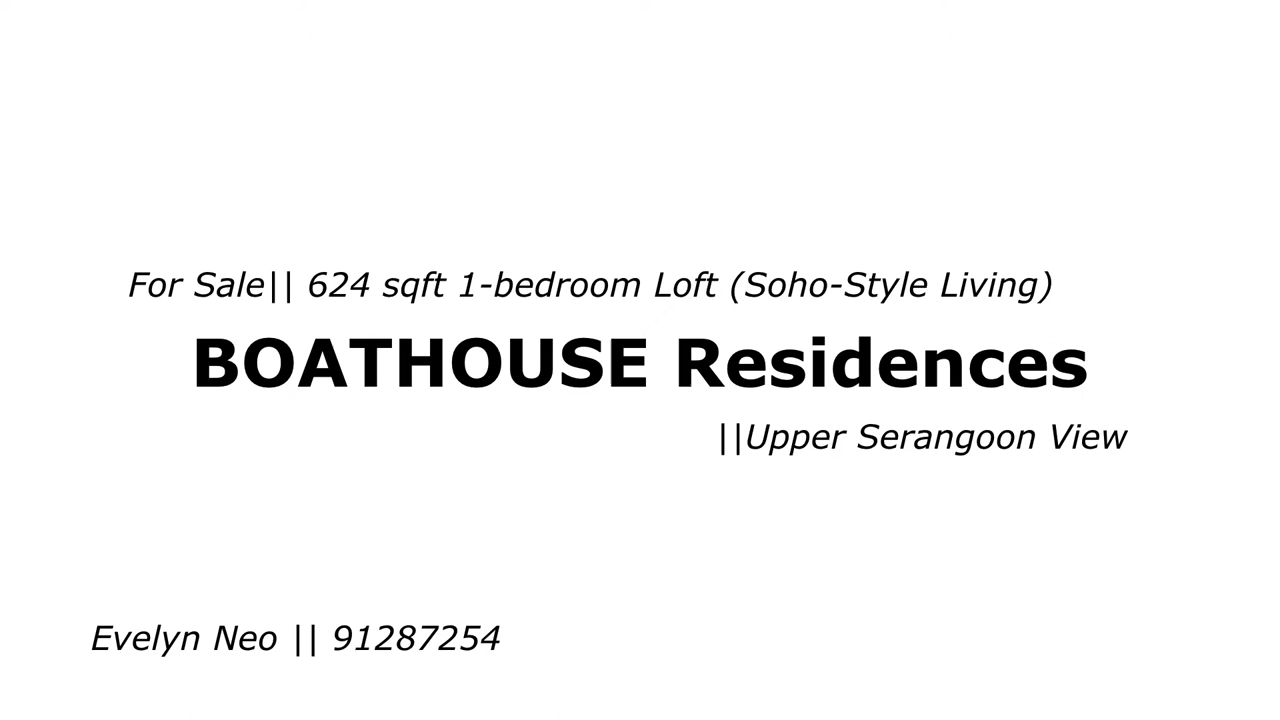 For Sale|| 624 sqft 1-bedroom Loft (Soho-Style Living)
BOATHOUSE Residences
||Upper Serangoon View
Evelyn Neo || 91287254